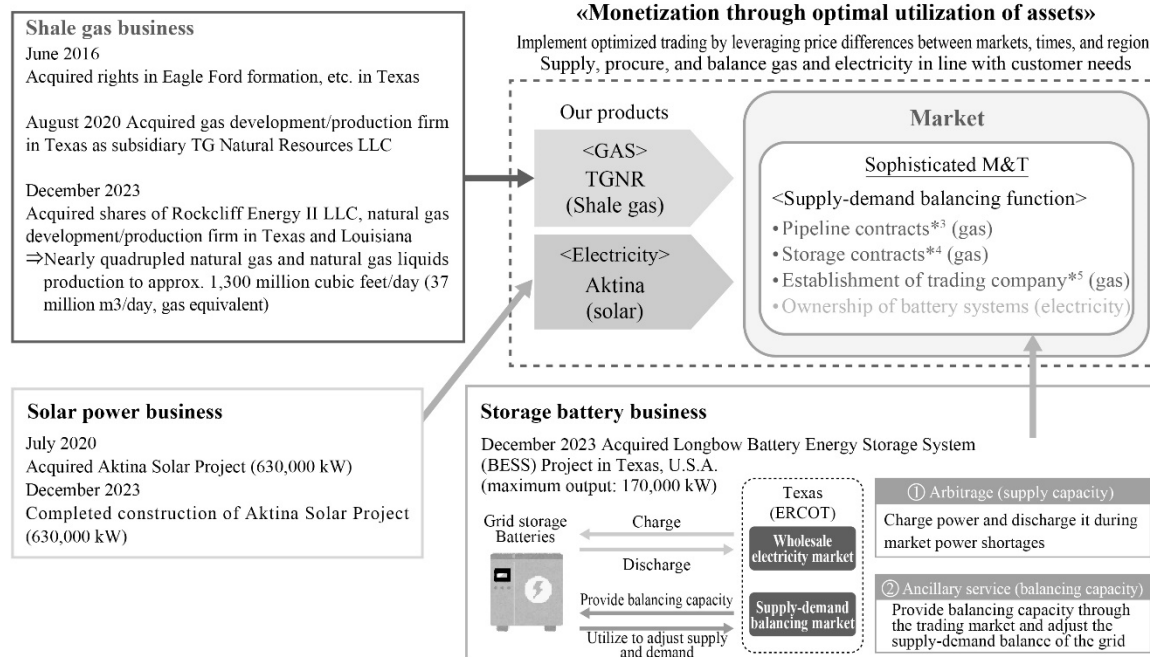 Shale gas business
June 2016
Acquired rights in Eagle Ford formation, etc. in Texas
August 2020 Acquired gas development/production firm
in Texas as subsidiary TG Natural Resources LLC
December 2023
Acquired shares of Rockcliff Energy II LLC, natural gas
development/production firm in Texas and Louisiana
⇒Nearly quadrupled natural gas and natural gas liquids
production to approx. 1,300 million cubic feet/day (37
million m3/day, gas equivalent)
«Monetization through optimal utilization of assets»
Implement optimized trading by leveraging price differences between markets, times, and region
Supply, procure, and balance gas and electricity in line with customer needs
Our products
<GAS>
TGNR
(Shale gas)
<Electricity>
Aktina
(solar)
Market
Sophisticated M&T
<Supply-demand balancing function>
•Pipeline contracts*3 (gas)
•Storage contracts*4 (gas)
•Establishment of trading company*5 (gas)
•Ownership of battery systems (electricity)
Solar power business
July 2020
Acquired Aktina Solar Project (630,000 kW)
December 2023
Completed construction of Aktina Solar Project
(630,000 kW)
Storage battery business
December 2023 Acquired Longbow Battery Energy Storage System
(BESS) Project in Texas, U.S.A.
(maximum output: 170,000 kW)
Grid storage
Batteries
Charge
Discharge
Provide balancing capacity
Utilize to adjust supply
and demand
Texas
(ERCOT)
Wholesale
electricity market
Supply-demand
balancing market
① Arbitrage (supply capacity)
Charge power and discharge it during
market power shortages
② Ancillary service (balancing capacity)
Provide balancing capacity through
the trading market and adjust the
supply-demand balance of the grid